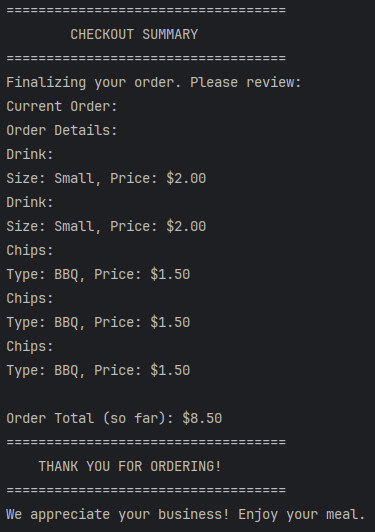 ===================================
CHECKOUT SUMMARY
===================================
Finalizing your order. Please review:
Current Order:
Order Details:
Drink:
Size: Small, Price: $2.00
Drink:
Size: Small, Price: $2.00
Chips:
Type: BBQ, Price: $1.50
Chips:
Type: BBQ, Price: $1.50
Chips:
Type: BBQ, Price: $1.50
Order Total (so far): $8.50
===================================
THANK YOU FOR ORDERING!
===================================
We appreciate your business! Enjoy your meal.